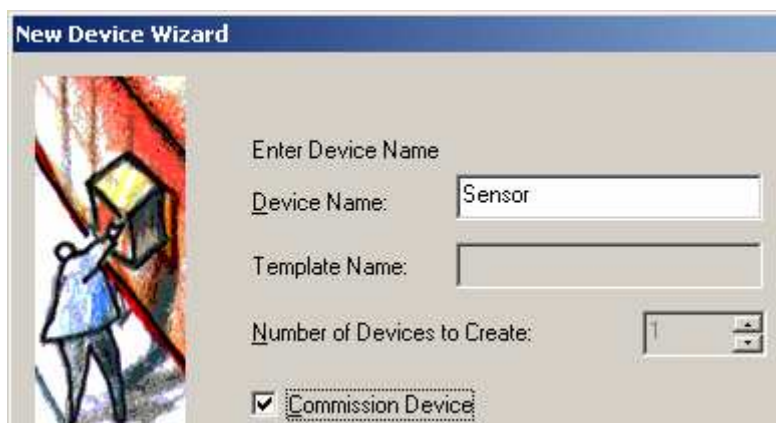 New Device Wizard
Enter Device Name
Device Name: Sensor
Template Name:
Number of Devices to Create: 1
Commission Device